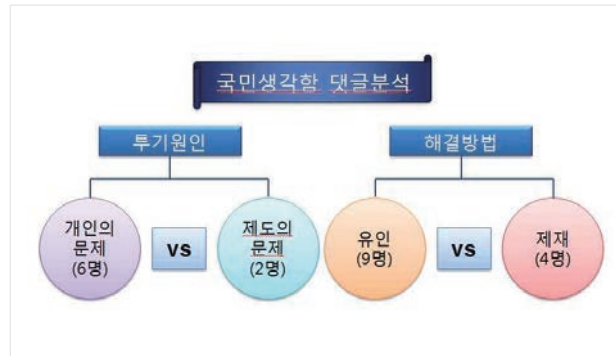 국민생각함 댓글분석
투기원인
해결방법
개인의
문제
(6명)
vs
제도의
문제
(2명)
유인
(9명)
vs
제재
(4명)